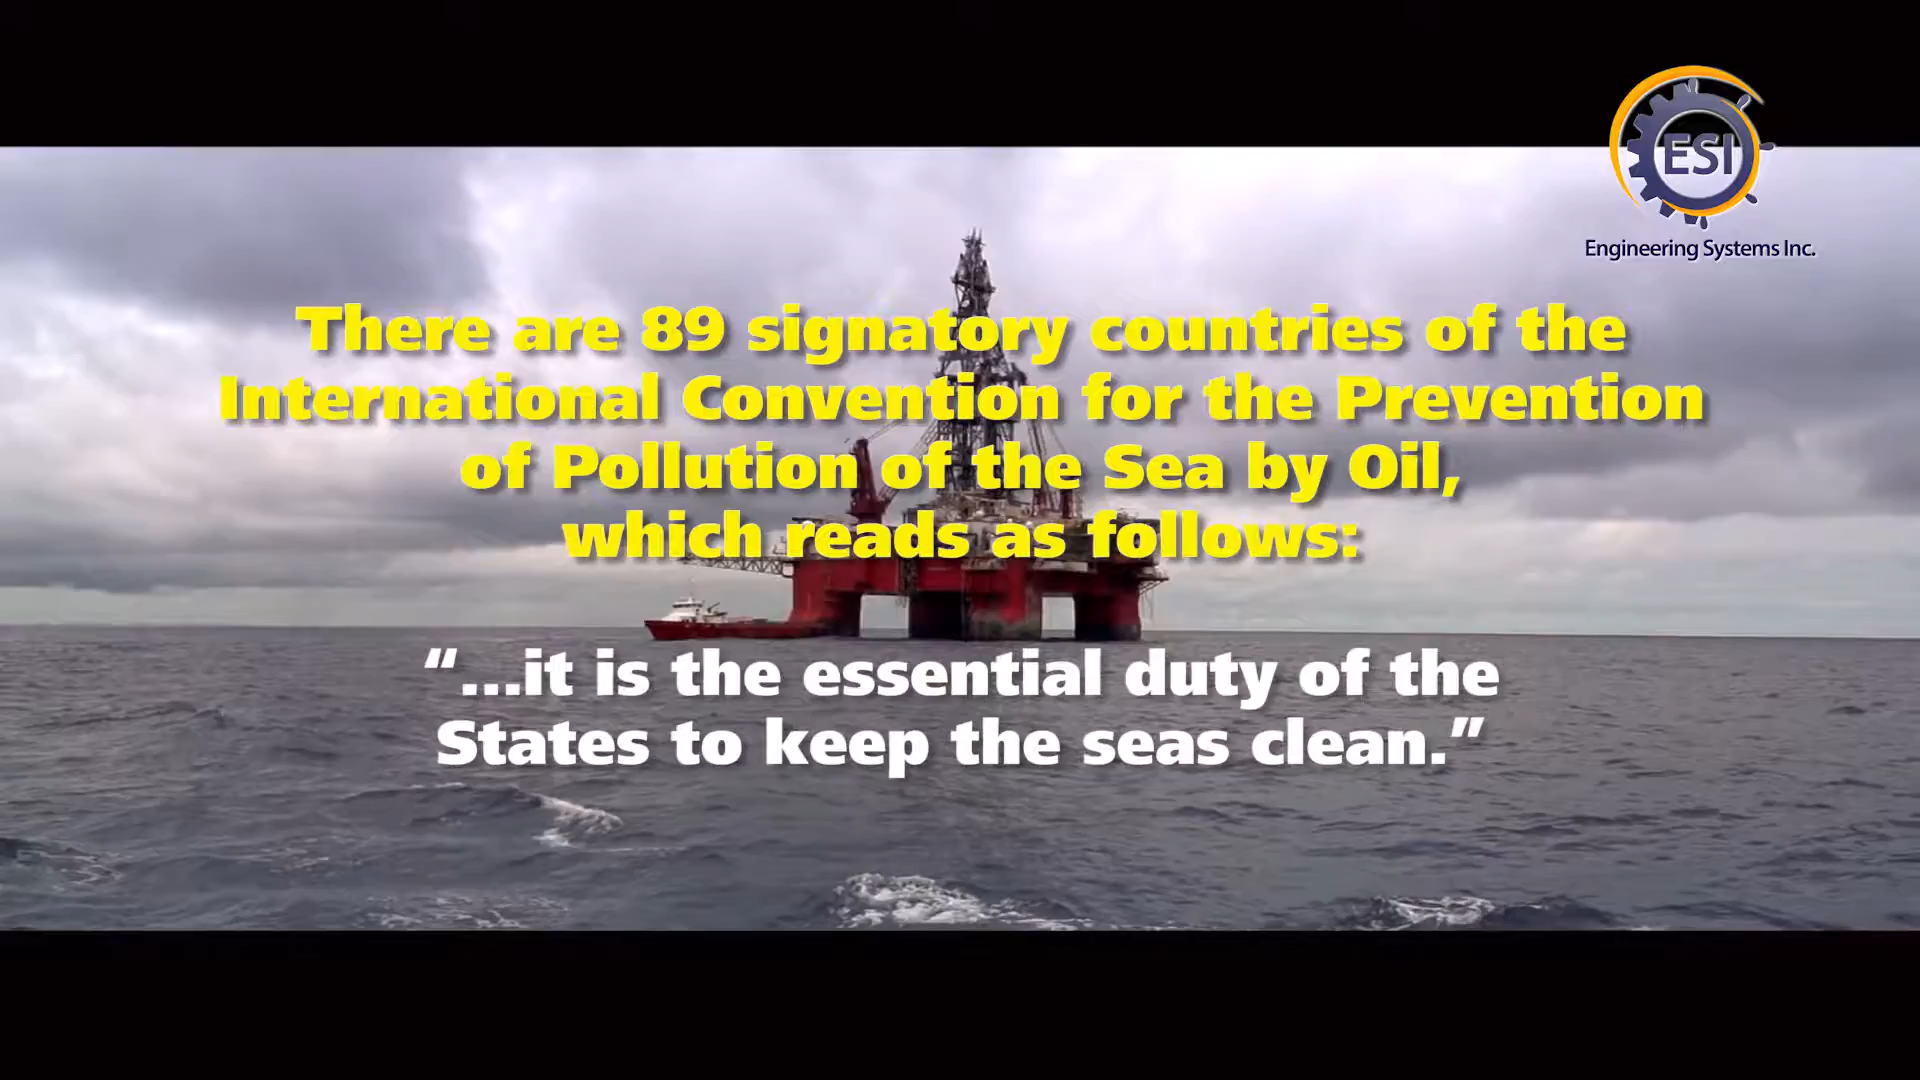 ESI
Engineering Systems Inc.
There are 89 signatory countries of the
International Convention for the Prevention
of Pollution of the Sea by Oil,
which reads as follows:
“...it is the essential duty of the
States to keep the seas clean.”